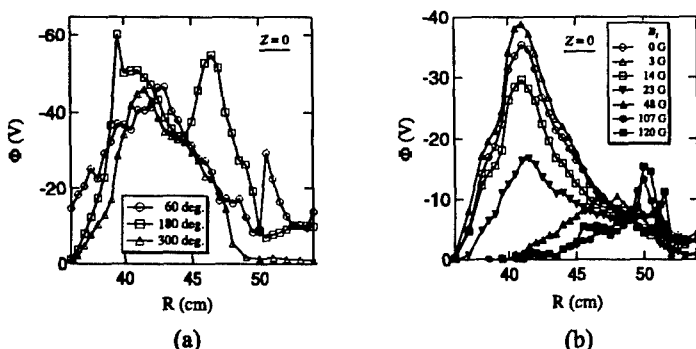 -60
-40
-20
0
Φ (V)
Z=0
60 deg.
180 deg.
300 deg.
40
45
50
R (cm)
(a)
-40
-30
-20
-10
0
Φ (V)
Z=0
0 G
3 G
14 G
23 G
48 G
107 G
120 G
40
45
50
R (cm)
(b)